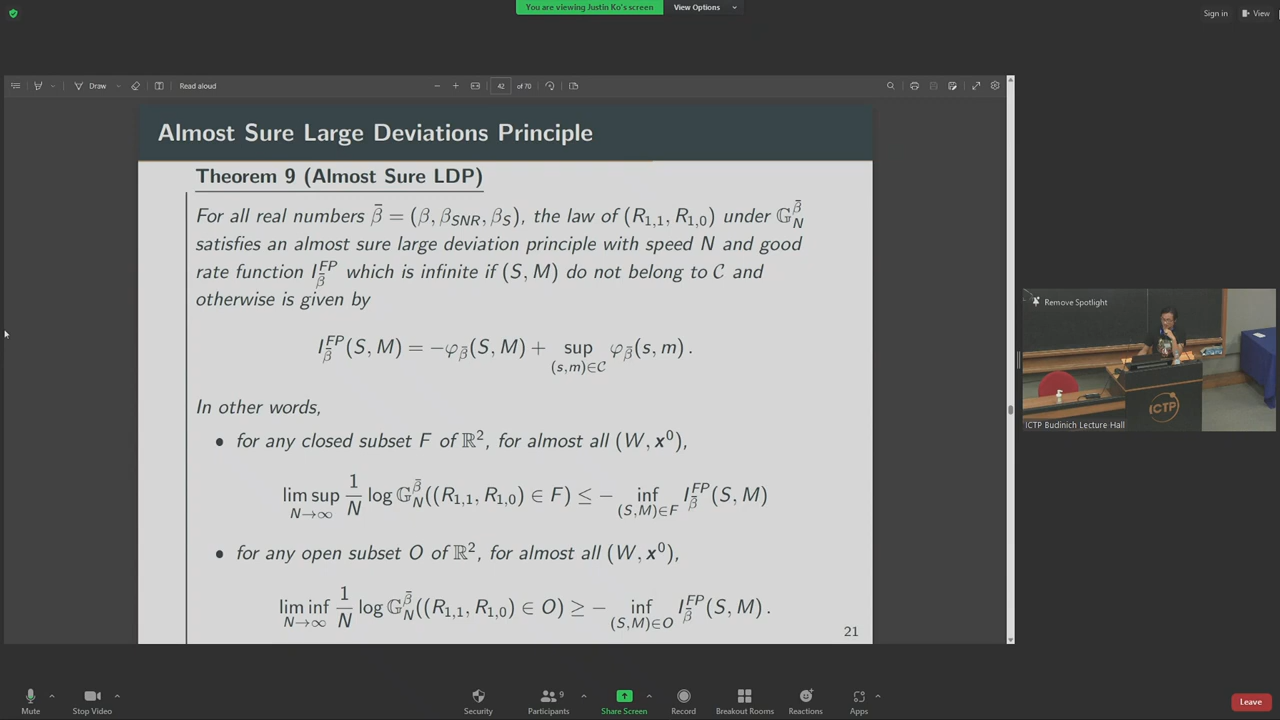 You are viewing Justin Ko's screen
View Options
Sign in
View
Draw
Read aloud
42
of 70
Almost Sure Large Deviations Principle
Theorem 9 (Almost Sure LDP)
For all real numbers β̄ = (β, β_SNR, β_S), the law of (R_{1,1}, R_{1,0}) under 𝔾_N^β̄
satisfies an almost sure large deviation principle with speed N and good
rate function I_β̄^{FP} which is infinite if (S, M) do not belong to 𝒞 and
otherwise is given by
I_β̄^{FP}(S, M) = −φ_β̄(S, M) + sup_{(s,m)∈𝒞} φ_β̄(s, m) .
In other words,
• for any closed subset F of ℝ², for almost all (W, x⁰),
lim sup_{N→∞} 1/N log 𝔾_N^β̄((R_{1,1}, R_{1,0}) ∈ F) ≤ − inf_{(S,M)∈F} I_β̄^{FP}(S, M)
• for any open subset O of ℝ², for almost all (W, x⁰),
lim inf_{N→∞} 1/N log 𝔾_N^β̄((R_{1,1}, R_{1,0}) ∈ O) ≥ − inf_{(S,M)∈O} I_β̄^{FP}(S, M) .
21
Remove Spotlight
ICTP
ICTP Budinich Lecture Hall
Mute
Stop Video
Security
9
Participants
Share Screen
Record
Breakout Rooms
Reactions
Apps
Leave